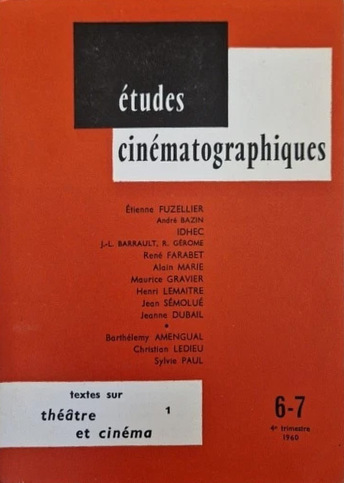 études
cinématographiques
Étienne FUZELLIER
André BAZIN
IDHEC
J.-L. BARRAULT, R. GÉROME
René FARABET
Alain MARIE
Maurice GRAVIER
Henri LEMAITRE
Jean SÉMOLUÉ
Jeanne DUBAIL
*
Barthélemy AMENGUAL
Christian LEDIEU
Sylvie PAUL
textes sur
théâtre 1
et cinéma
6-7
4e trimestre
1960